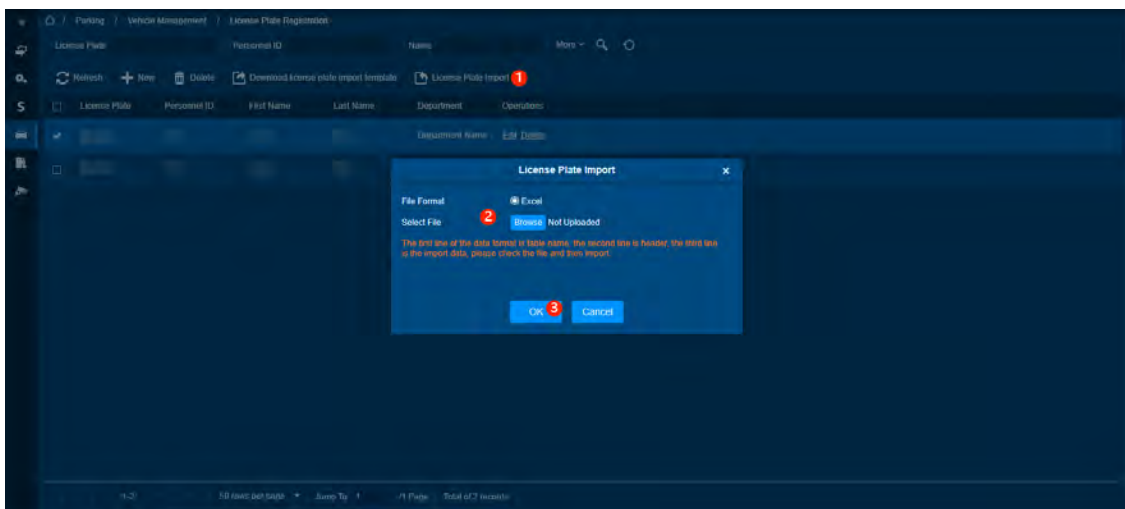 / Parking / Vehicle Management / License Plate Registration
License Plate Personnel ID Name More
Refresh New Delete Download license plate import template License Plate Import 1
License Plate Personnel ID First Name Last Name Department Operations
Department Name Edit Delete
License Plate Import x
File Format Excel
Select File 2 Browse Not Uploaded
The first line of the data format is table name, the second line is header, the third line
is the import data, please check the file and then import.
OK 3 Cancel
1-2 50 rows per page Jump To 1 /1 Page Total of 2 records